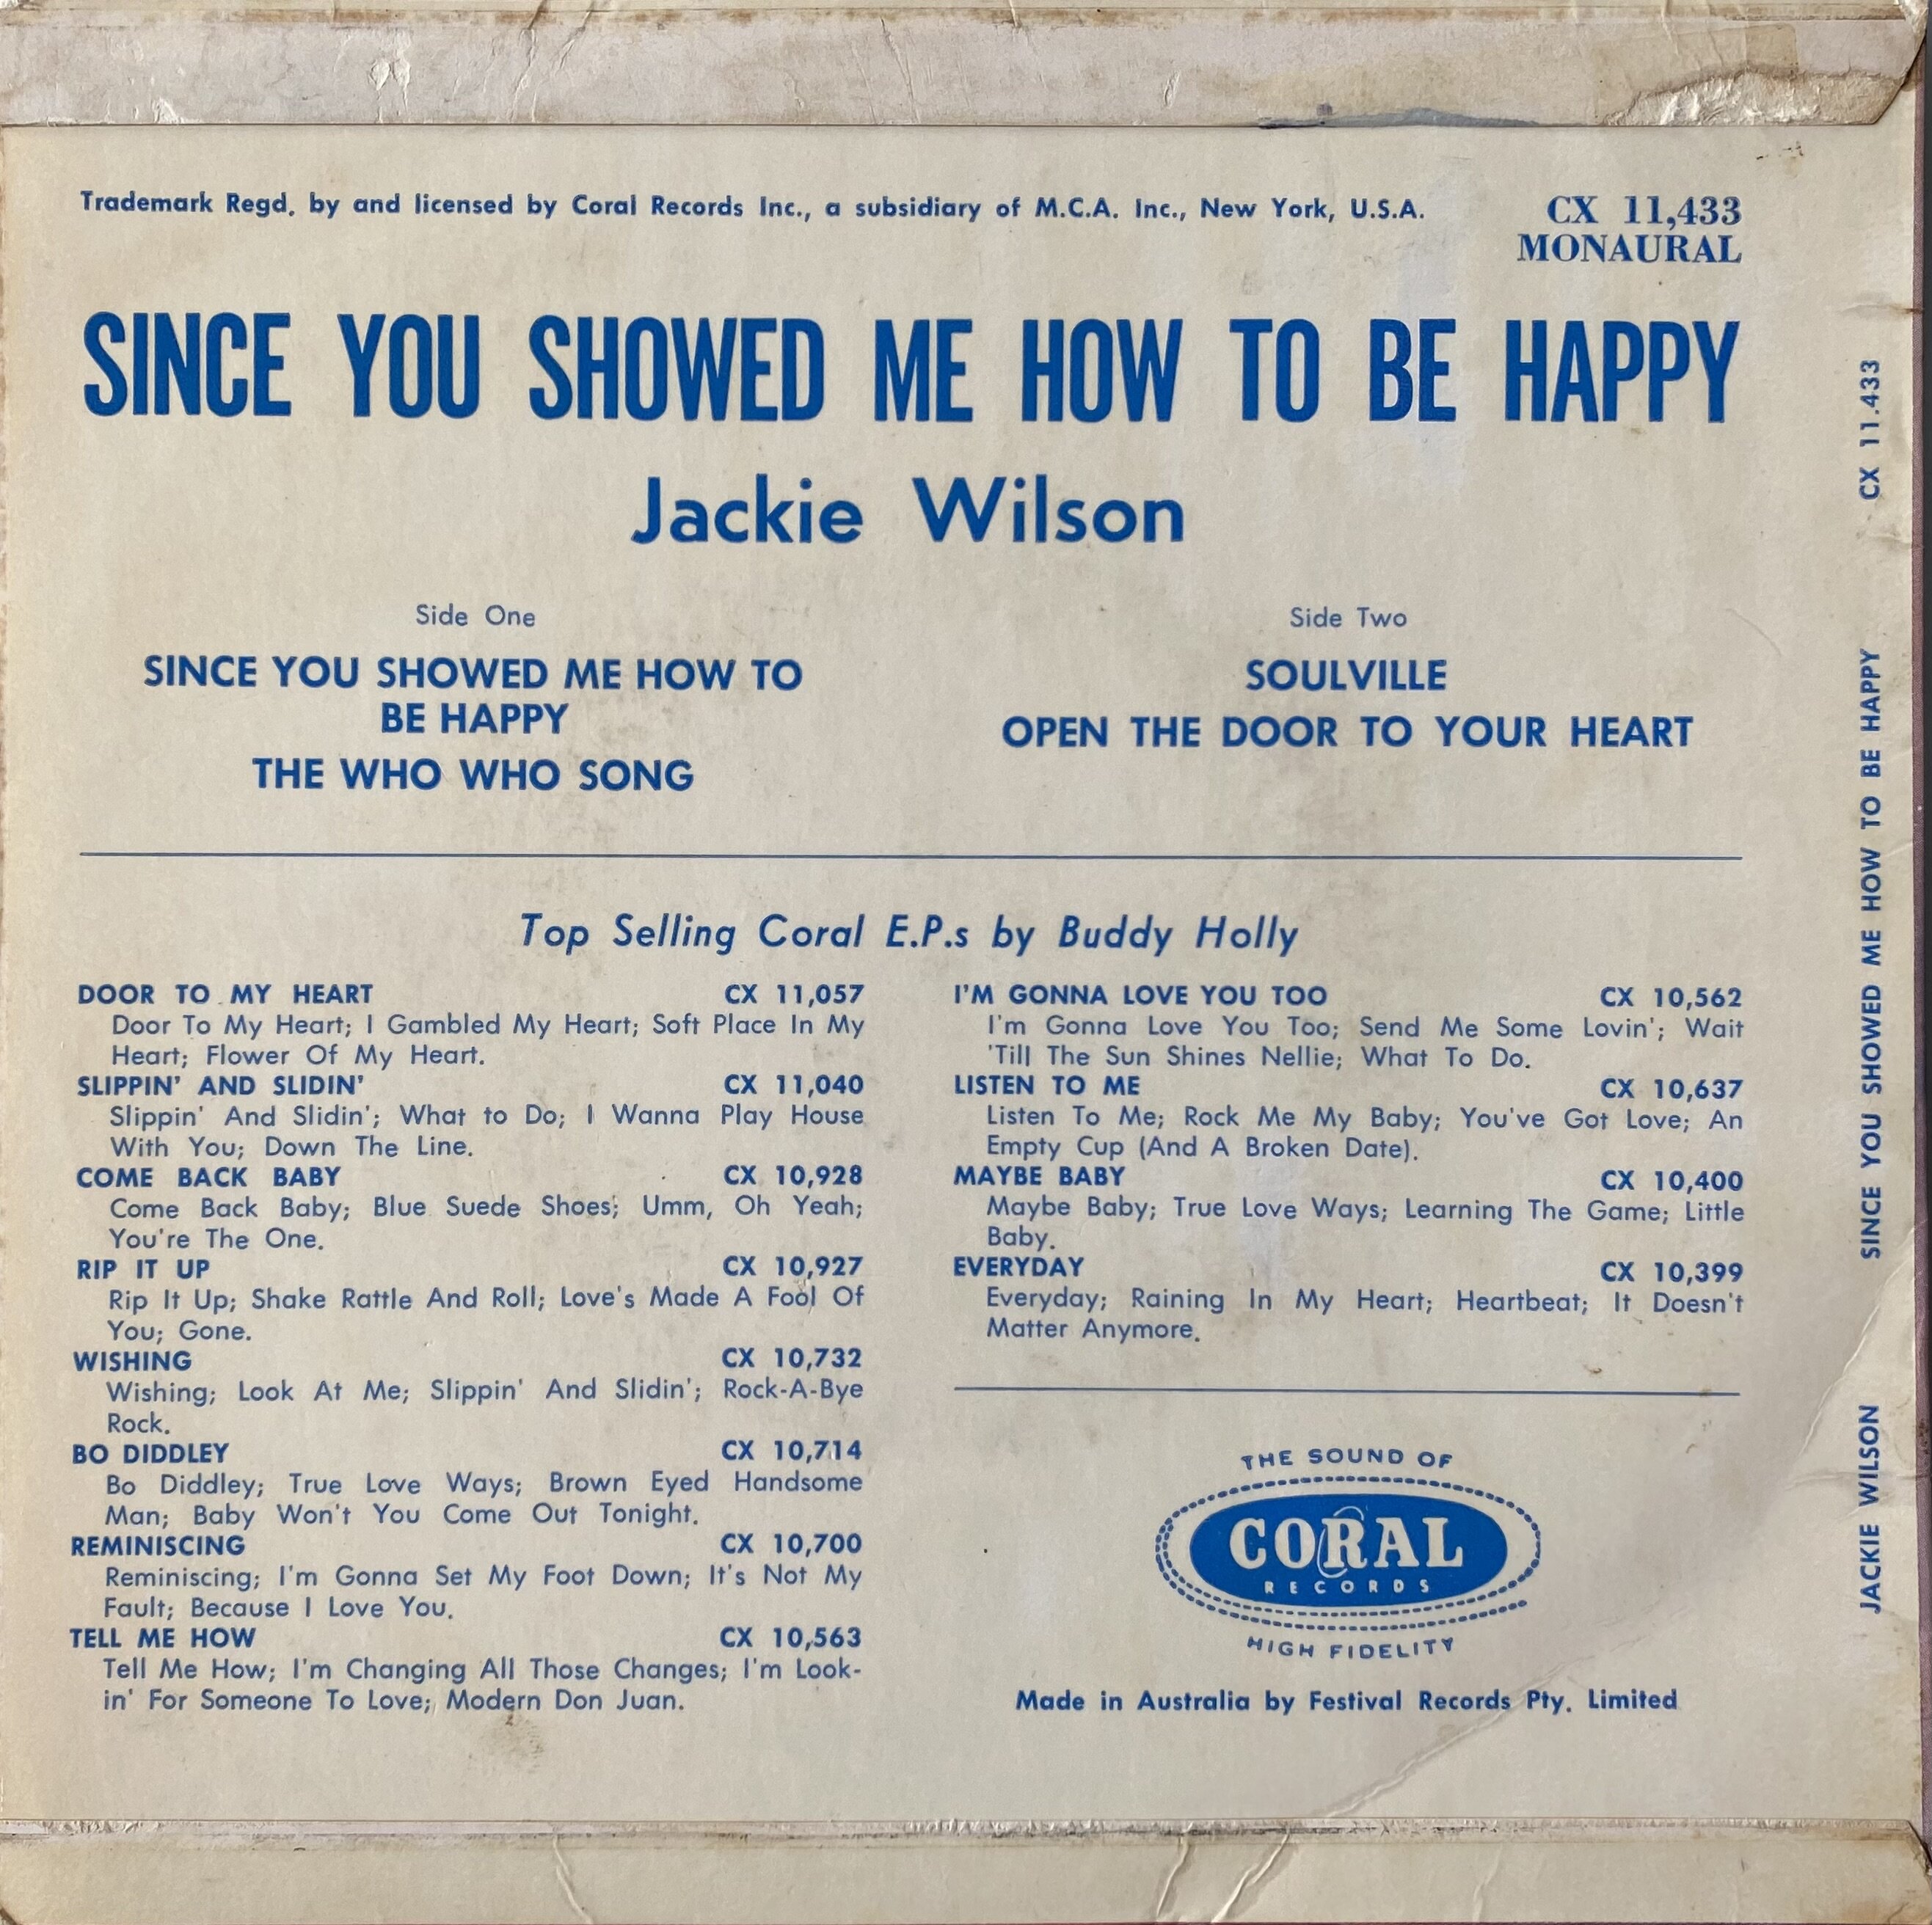 Trademark Regd. by and licensed by Coral Records Inc., a subsidiary of M.C.A. Inc., New York, U.S.A.
CX 11,433
MONAURAL
SINCE YOU SHOWED ME HOW TO BE HAPPY
Jackie Wilson
Side One
SINCE YOU SHOWED ME HOW TO
BE HAPPY
THE WHO WHO SONG
Side Two
SOULVILLE
OPEN THE DOOR TO YOUR HEART
Top Selling Coral E.P.s by Buddy Holly
DOOR TO MY HEART CX 11,057
Door To My Heart; I Gambled My Heart; Soft Place In My
Heart; Flower Of My Heart.
SLIPPIN' AND SLIDIN' CX 11,040
Slippin' And Slidin'; What to Do; I Wanna Play House
With You; Down The Line.
COME BACK BABY CX 10,928
Come Back Baby; Blue Suede Shoes; Umm, Oh Yeah;
You're The One.
RIP IT UP CX 10,927
Rip It Up; Shake Rattle And Roll; Love's Made A Fool Of
You; Gone.
WISHING CX 10,732
Wishing; Look At Me; Slippin' And Slidin'; Rock-A-Bye
Rock.
BO DIDDLEY CX 10,714
Bo Diddley; True Love Ways; Brown Eyed Handsome
Man; Baby Won't You Come Out Tonight.
REMINISCING CX 10,700
Reminiscing; I'm Gonna Set My Foot Down; It's Not My
Fault; Because I Love You.
TELL ME HOW CX 10,563
Tell Me How; I'm Changing All Those Changes; I'm Look-
in' For Someone To Love; Modern Don Juan.
I'M GONNA LOVE YOU TOO CX 10,562
I'm Gonna Love You Too; Send Me Some Lovin'; Wait
'Till The Sun Shines Nellie; What To Do.
LISTEN TO ME CX 10,637
Listen To Me; Rock Me My Baby; You've Got Love; An
Empty Cup (And A Broken Date).
MAYBE BABY CX 10,400
Maybe Baby; True Love Ways; Learning The Game; Little
Baby.
EVERYDAY CX 10,399
Everyday; Raining In My Heart; Heartbeat; It Doesn't
Matter Anymore.
THE SOUND OF
CORAL
RECORDS
HIGH FIDELITY
Made in Australia by Festival Records Pty. Limited
JACKIE WILSON SINCE YOU SHOWED ME HOW TO BE HAPPY CX 11.433